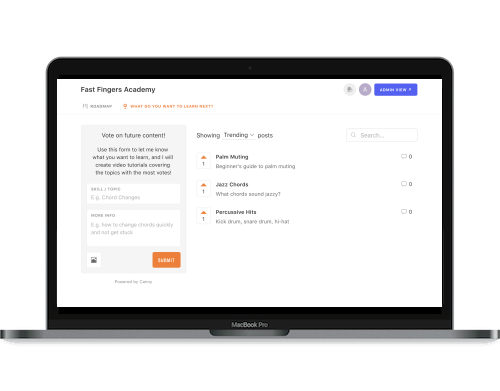 Fast Fingers Academy
A
ADMIN VIEW
ROADMAP
WHAT DO YOU WANT TO LEARN NEXT?
Vote on future content!
Use this form to let me know
what you want to learn, and I will
create video tutorials covering
the topics with the most votes!
SKILL / TOPIC
E.g. Chord Changes
MORE INFO
E.g. how to change chords quickly
and not get stuck
SUBMIT
Powered by Canny
Showing Trending posts
Search...
1
Palm Muting
Beginner's guide to palm muting
0
1
Jazz Chords
What chords sound jazzy?
0
1
Percussive Hits
Kick drum, snare drum, hi-hat
0
MacBook Pro